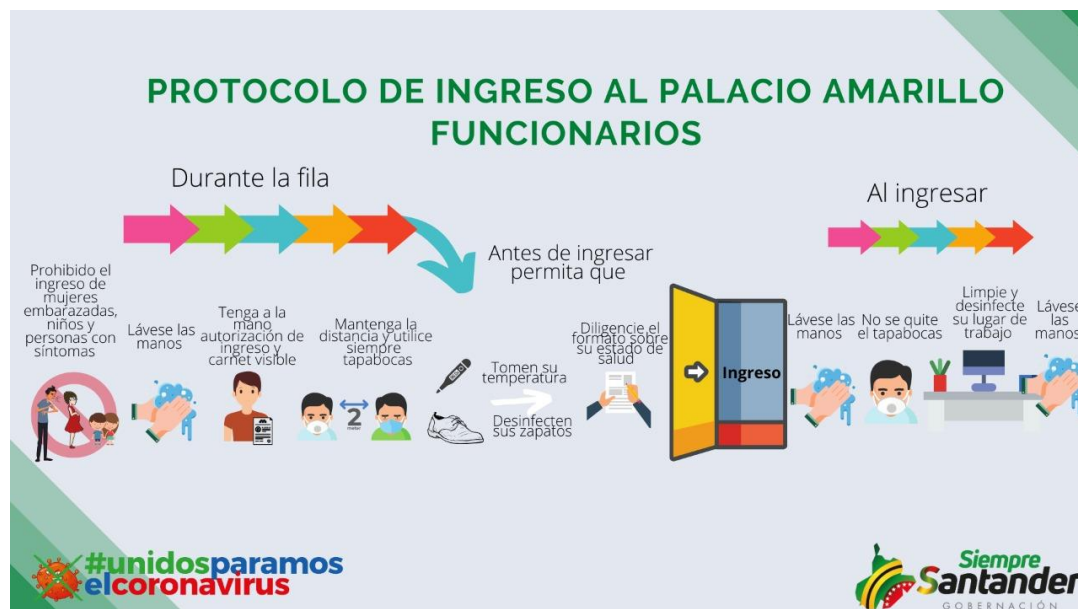 PROTOCOLO DE INGRESO AL PALACIO AMARILLO
FUNCIONARIOS
Durante la fila
Prohibido el
ingreso de
mujeres
embarazadas,
niños y
personas con
síntomas
Lávese las
manos
Tenga a la
mano
autorización de
ingreso y
carnet visible
Mantenga la
distancia y utilice
siempre
tapabocas
2
meter
Antes de ingresar
permita que
Tomen su
temperatura
Desinfecten
sus zapatos
Diligencie el
formato sobre
su estado de
salud
Ingreso
Al ingresar
Lávese las
manos
No se quite
el tapabocas
Limpie y
desinfecte
su lugar de
trabajo
Lávese
las
manos
#unidosparamos
elcoronavirus
Siempre
Santander
GOBERNACIÓN